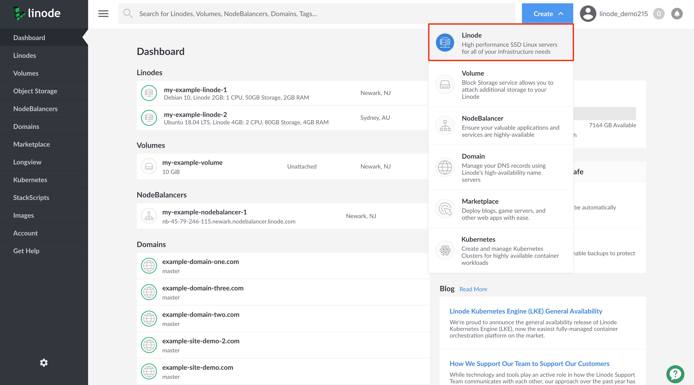 linode
Search for Linodes, Volumes, NodeBalancers, Domains, Tags...
Create
linode_demo215
0
Dashboard
Linodes
Volumes
Object Storage
NodeBalancers
Domains
Marketplace
Longview
Kubernetes
StackScripts
Images
Account
Get Help
Dashboard
Linodes
my-example-linode-1
Debian 10, Linode 2GB: 1 CPU, 50GB Storage, 2GB RAM
Newark, NJ
my-example-linode-2
Ubuntu 18.04 LTS, Linode 4GB: 2 CPU, 80GB Storage, 4GB RAM
Sydney, AU
Volumes
my-example-volume
10 GiB
Unattached
Newark, NJ
NodeBalancers
my-example-nodebalancer-1
nb-45-79-246-115.newark.nodebalancer.linode.com
Newark, NJ
Domains
example-domain-one.com
master
example-domain-three.com
master
example-domain-two.com
master
example-site-demo-2.com
master
example-site-demo.com
master
Linode
High performance SSD Linux servers
for all of your infrastructure needs
Volume
Block Storage service allows you to
attach additional storage to your
Linode
NodeBalancer
Ensure your valuable applications and
services are highly-available
Domain
Manage your DNS records using
Linode's high-availability name
servers
Marketplace
Deploy blogs, game servers, and
other web apps with ease.
Kubernetes
Create and manage Kubernetes
Clusters for highly available container
workloads
7164 GB Available
afe
be automatically
nable backups to protect
Blog
Read More
Linode Kubernetes Engine (LKE) General Availability
We're proud to announce the general availability release of Linode
Kubernetes Engine (LKE), now the easiest fully-managed container
orchestration platform on the market.
How We Support Our Team to Support Our Customers
While technology and tools play an active role in how the Linode Support
Team communicates with each other, our approach over the past year has